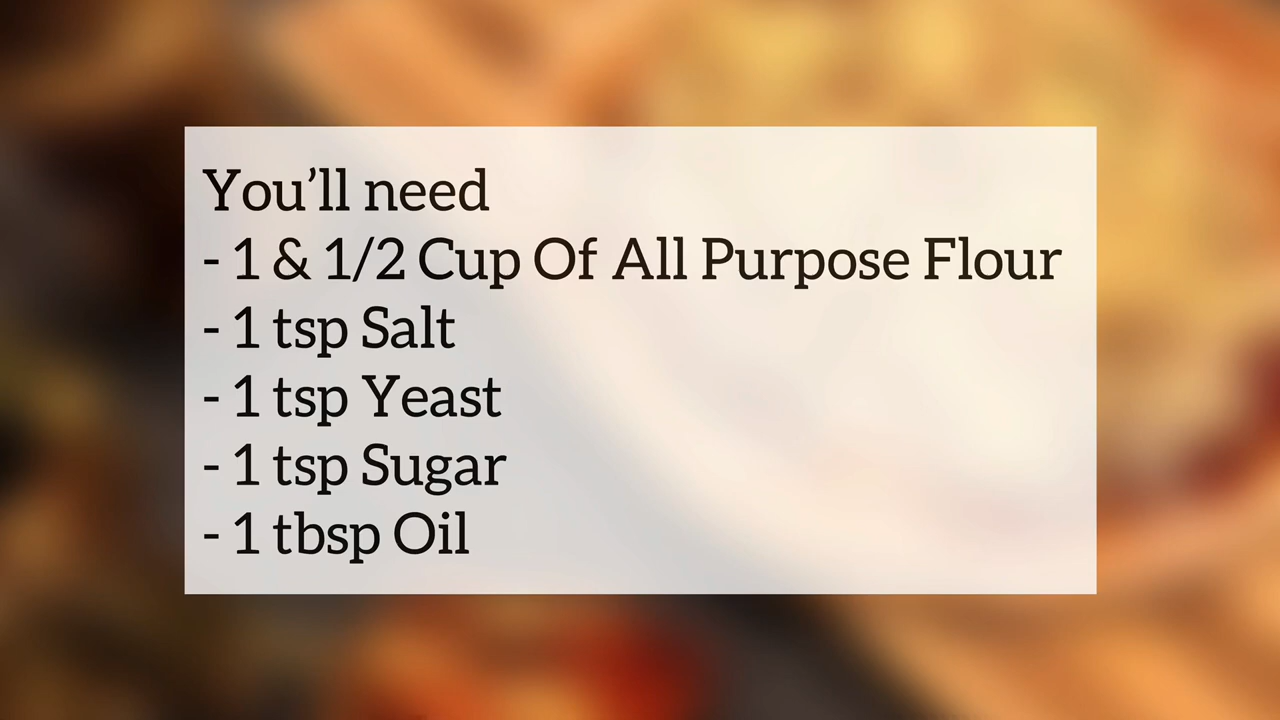 You’ll need
- 1 & 1/2 Cup Of All Purpose Flour
- 1 tsp Salt
- 1 tsp Yeast
- 1 tsp Sugar
- 1 tbsp Oil